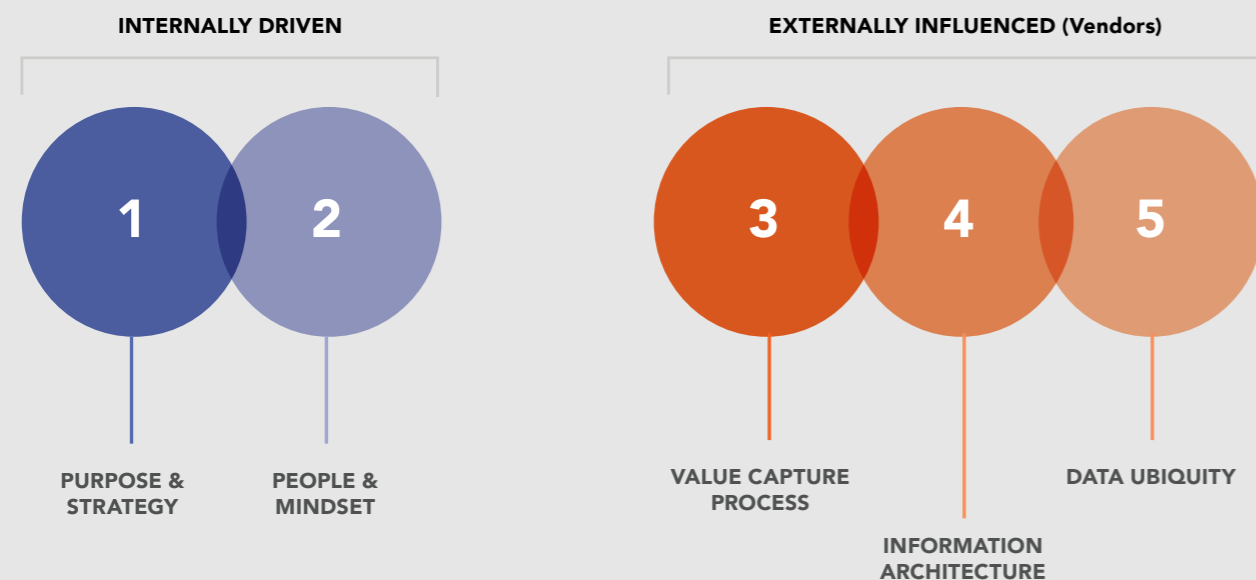 INTERNALLY DRIVEN
EXTERNALLY INFLUENCED (Vendors)
1
2
3
4
5
PURPOSE &
STRATEGY
PEOPLE &
MINDSET
VALUE CAPTURE
PROCESS
INFORMATION
ARCHITECTURE
DATA UBIQUITY